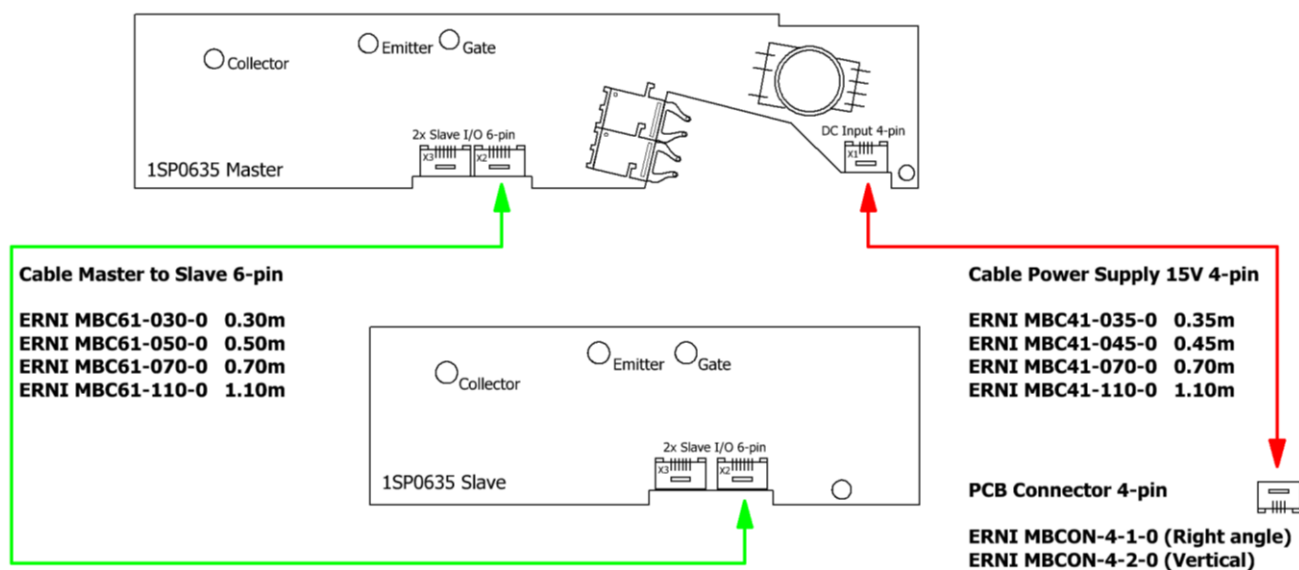 Collector
Emitter
Gate
2x Slave I/O 6-pin
X3
X2
DC Input 4-pin
X1
1SP0635 Master
Cable Master to Slave 6-pin
ERNI MBC61-030-0 0.30m
ERNI MBC61-050-0 0.50m
ERNI MBC61-070-0 0.70m
ERNI MBC61-110-0 1.10m
Cable Power Supply 15V 4-pin
ERNI MBC41-035-0 0.35m
ERNI MBC41-045-0 0.45m
ERNI MBC41-070-0 0.70m
ERNI MBC41-110-0 1.10m
Collector
Emitter
Gate
2x Slave I/O 6-pin
X3
X2
1SP0635 Slave
PCB Connector 4-pin
ERNI MBCON-4-1-0 (Right angle)
ERNI MBCON-4-2-0 (Vertical)